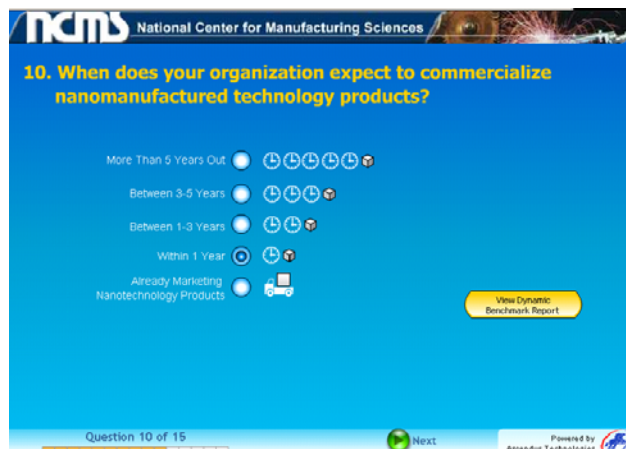 ncms National Center for Manufacturing Sciences
10. When does your organization expect to commercialize
nanomanufactured technology products?
More Than 5 Years Out
Between 3-5 Years
Between 1-3 Years
Within 1 Year
Already Marketing
Nanotechnology Products
View Dynamic
Benchmark Report
Question 10 of 15
Next
Powered by
Technologies